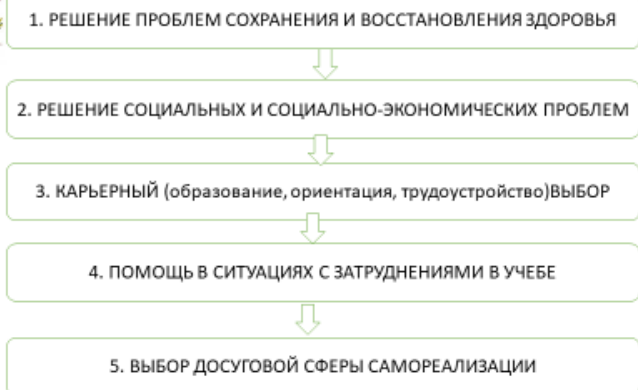 1. РЕШЕНИЕ ПРОБЛЕМ СОХРАНЕНИЯ И ВОССТАНОВЛЕНИЯ ЗДОРОВЬЯ
2. РЕШЕНИЕ СОЦИАЛЬНЫХ И СОЦИАЛЬНО-ЭКОНОМИЧЕСКИХ ПРОБЛЕМ
3. КАРЬЕРНЫЙ (образование, ориентация, трудоустройство)ВЫБОР
4. ПОМОЩЬ В СИТУАЦИЯХ С ЗАТРУДНЕНИЯМИ В УЧЕБЕ
5. ВЫБОР ДОСУГОВОЙ СФЕРЫ САМОРЕАЛИЗАЦИИ